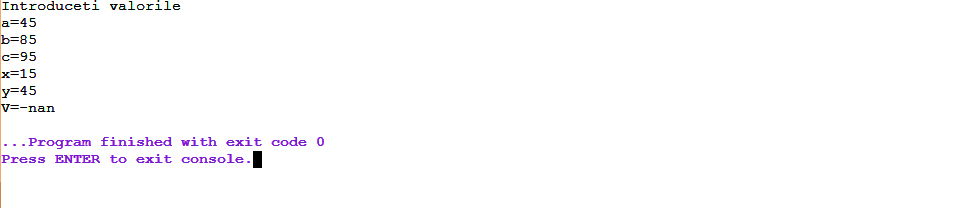 Introduceti valorile
a=45
b=85
c=95
x=15
y=45
V=-nan
...Program finished with exit code 0
Press ENTER to exit console.